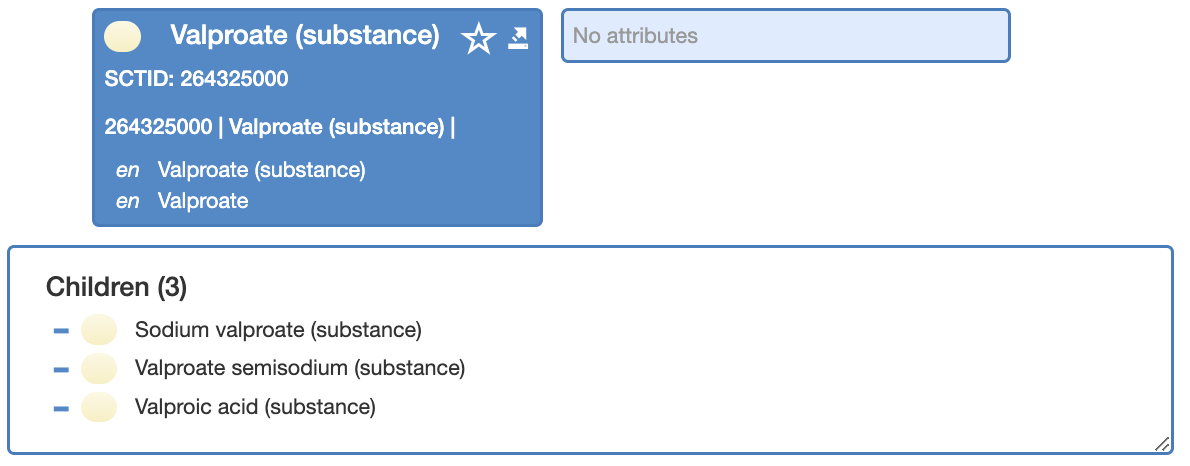 Valproate (substance)
No attributes
SCTID: 264325000
264325000 | Valproate (substance) |
en Valproate (substance)
en Valproate
Children (3)
Sodium valproate (substance)
Valproate semisodium (substance)
Valproic acid (substance)